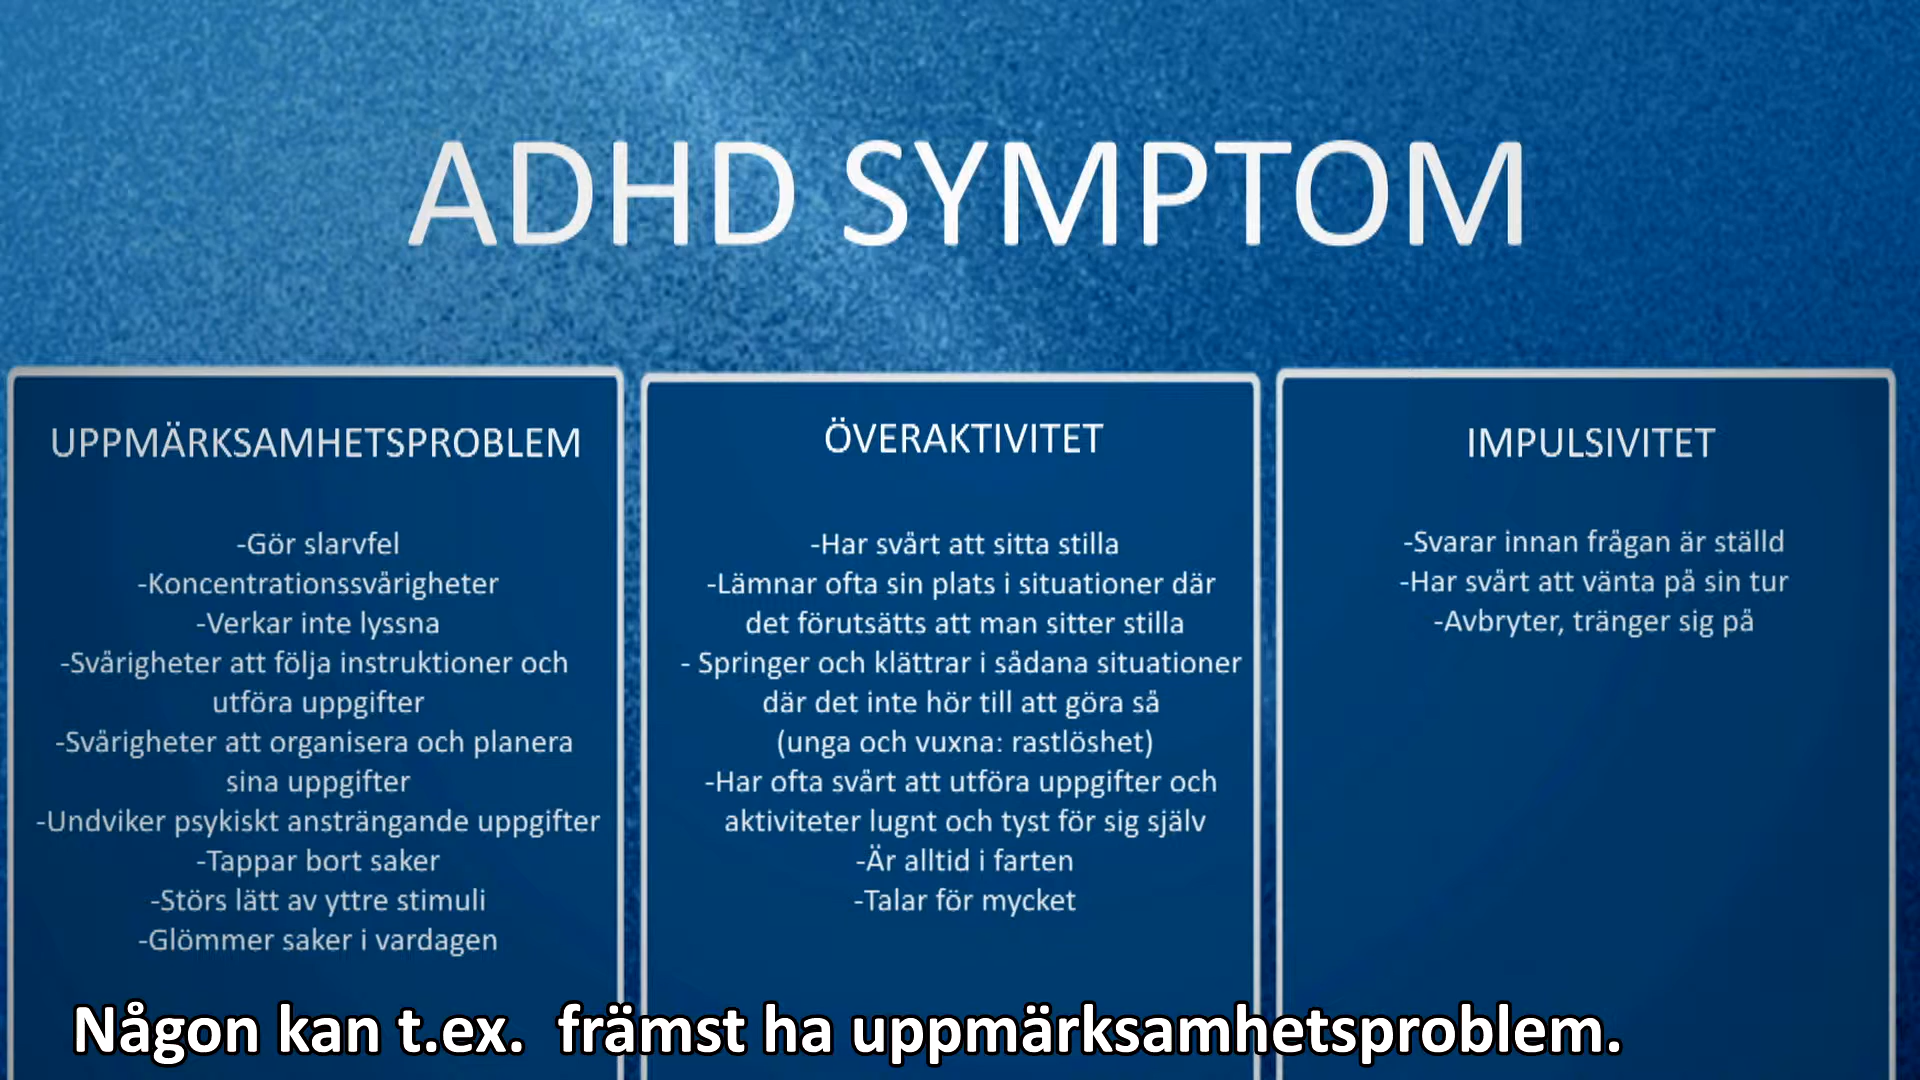 ADHD SYMPTOM
UPPMÄRKSAMHETSPROBLEM
-Gör slarvfel
-Koncentrationssvårigheter
-Verkar inte lyssna
-Svårigheter att följa instruktioner och
utföra uppgifter
-Svårigheter att organisera och planera
sina uppgifter
-Undviker psykiskt ansträngande uppgifter
-Tappar bort saker
-Störs lätt av yttre stimuli
-Glömmer saker i vardagen
ÖVERAKTIVITET
-Har svårt att sitta stilla
-Lämnar ofta sin plats i situationer där
det förutsätts att man sitter stilla
- Springer och klättrar i sådana situationer
där det inte hör till att göra så
(unga och vuxna: rastlöshet)
-Har ofta svårt att utföra uppgifter och
aktiviteter lugnt och tyst för sig själv
-Är alltid i farten
-Talar för mycket
IMPULSIVITET
-Svarar innan frågan är ställd
-Har svårt att vänta på sin tur
-Avbryter, tränger sig på
Någon kan t.ex.  främst ha uppmärksamhetsproblem.